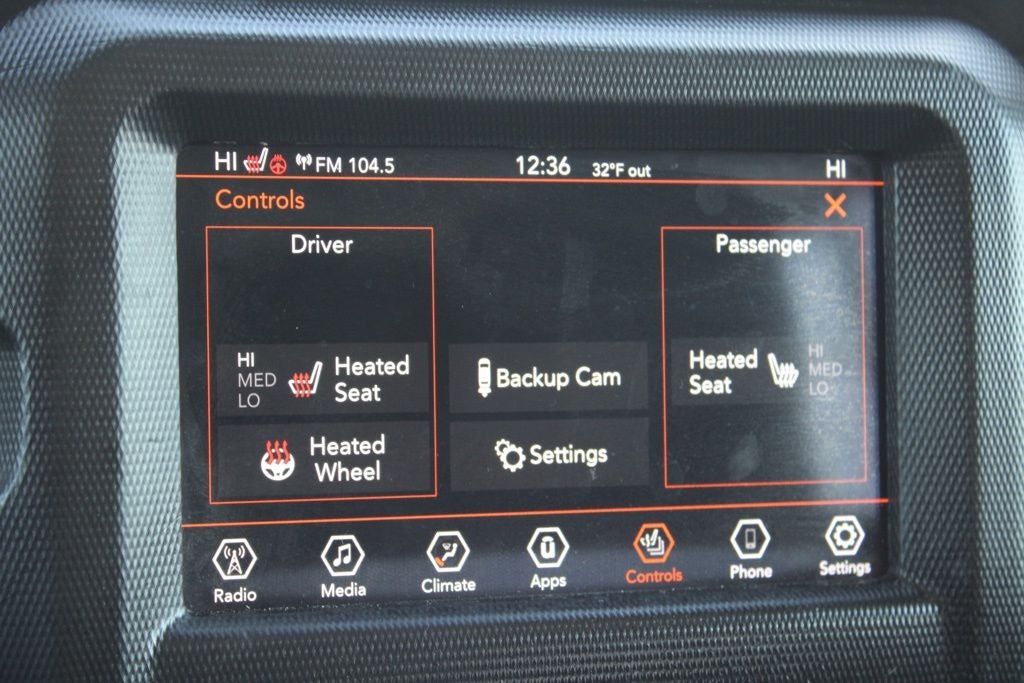 HI FM 104.5 12:36 32°F out HI
Controls
Driver
Passenger
HI
MED
LO
Heated
Seat
Backup Cam
Heated
Seat
HI
MED
LO
Heated
Wheel
Settings
Radio Media Climate Apps Controls Phone Settings